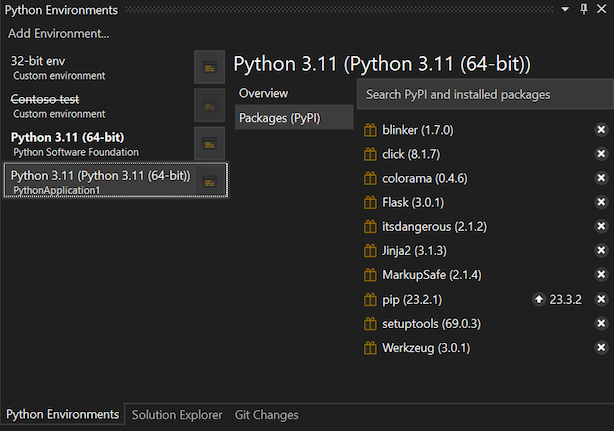 Python Environments
Add Environment...
32-bit env
Custom environment
Contoso test
Custom environment
Python 3.11 (64-bit)
Python Software Foundation
Python 3.11 (Python 3.11 (64-bit))
PythonApplication1
Python 3.11 (Python 3.11 (64-bit))
Overview
Packages (PyPI)
Search PyPI and installed packages
blinker (1.7.0)
click (8.1.7)
colorama (0.4.6)
Flask (3.0.1)
itsdangerous (2.1.2)
Jinja2 (3.1.3)
MarkupSafe (2.1.4)
pip (23.2.1) 23.3.2
setuptools (69.0.3)
Werkzeug (3.0.1)
Python Environments Solution Explorer Git Changes